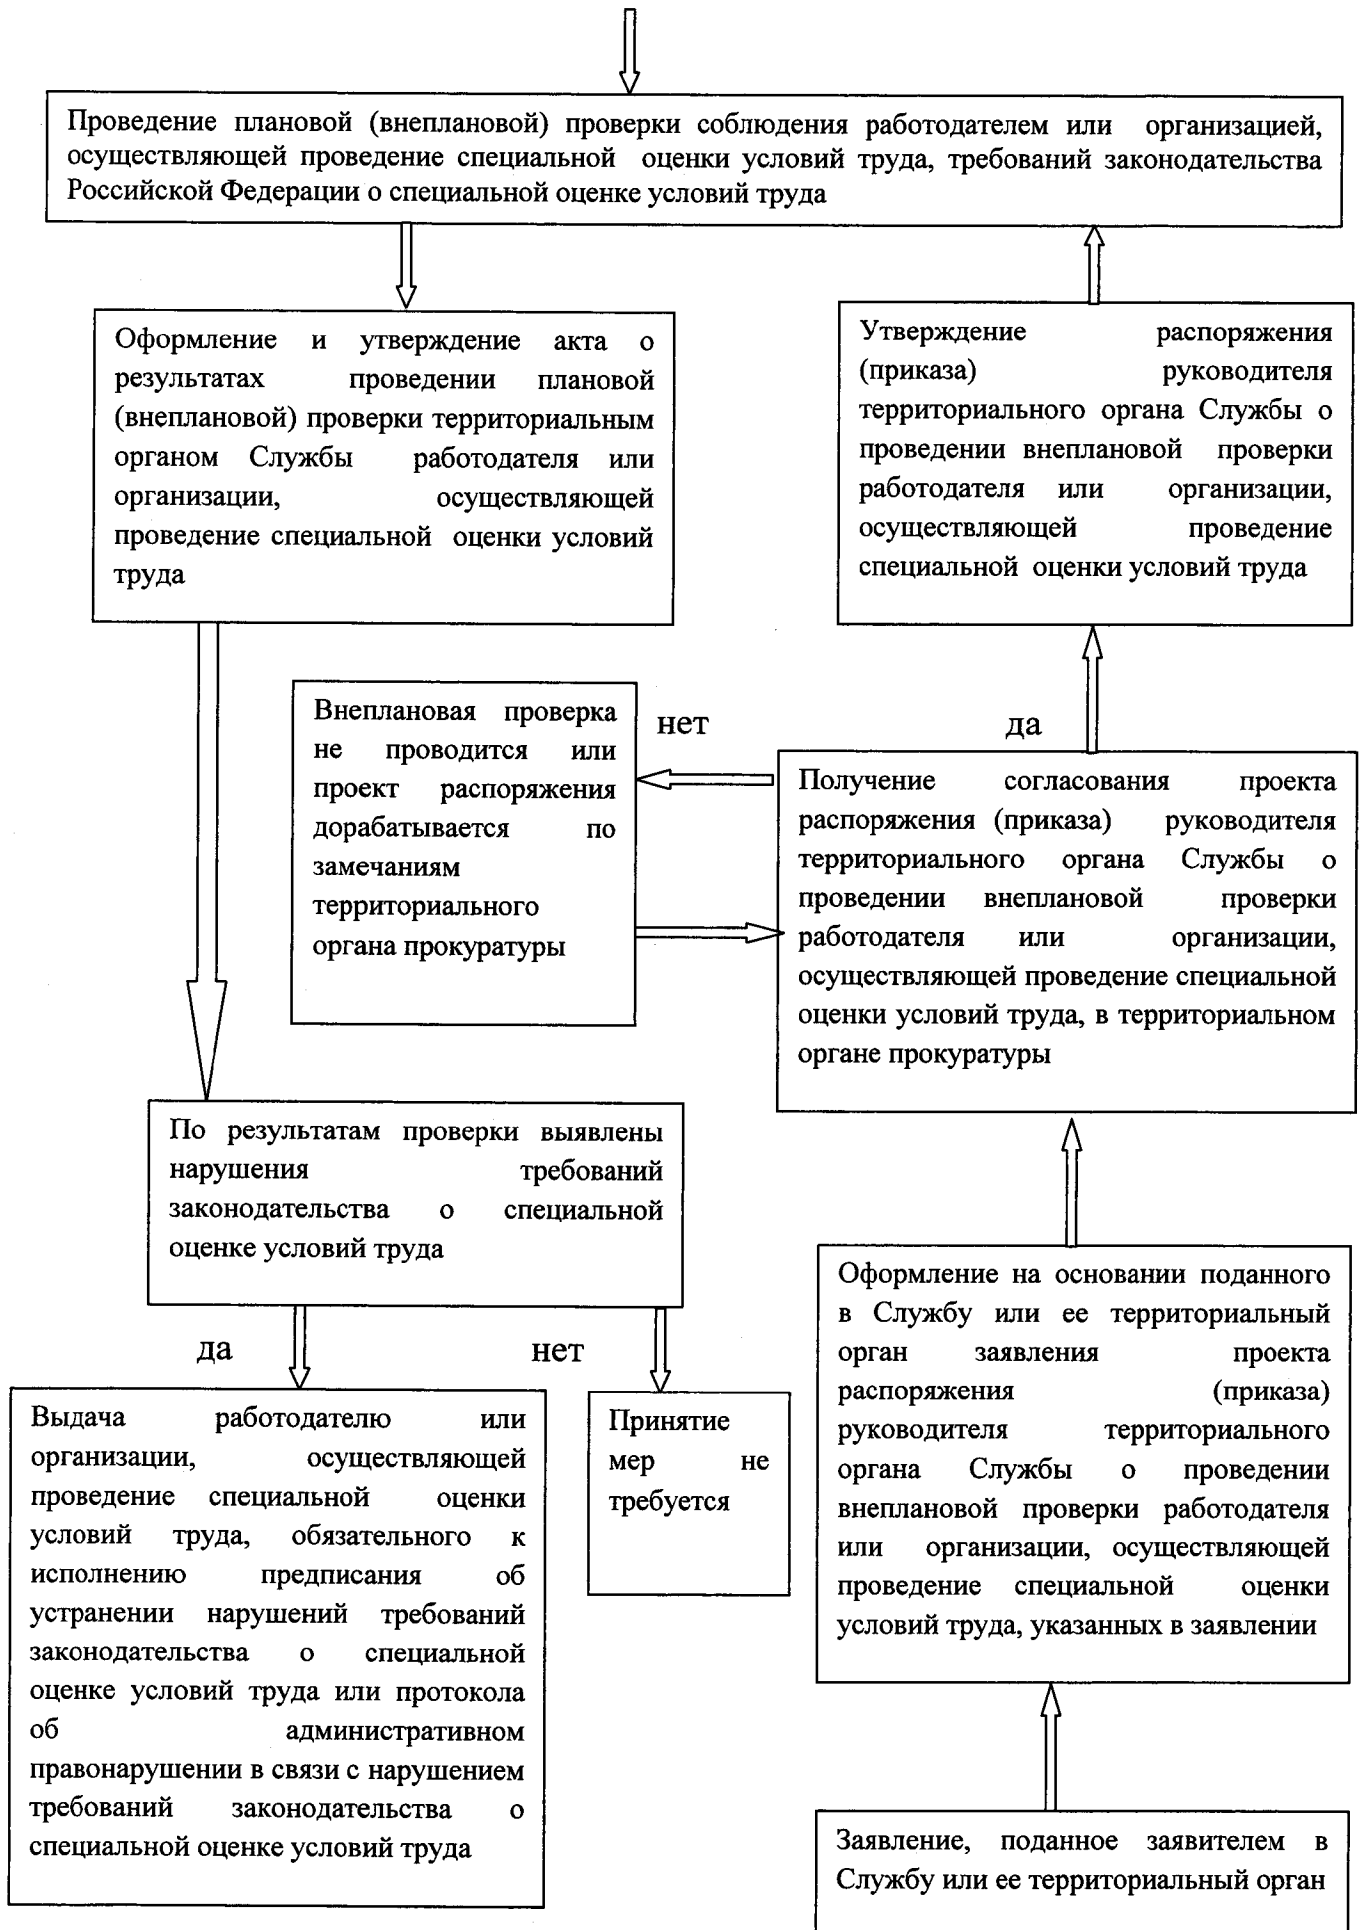 Проведение плановой (внеплановой) проверки соблюдения работодателем или организацией,
осуществляющей проведение специальной оценки условий труда, требований законодательства
Российской Федерации о специальной оценке условий труда
Оформление и утверждение акта о
результатах проведении плановой
(внеплановой) проверки территориальным
органом Службы работодателя или
организации, осуществляющей
проведение специальной оценки условий
труда
Утверждение распоряжения
(приказа) руководителя
территориального органа Службы о
проведении внеплановой проверки
работодателя или организации,
осуществляющей проведение
специальной оценки условий труда
Внеплановая проверка
не проводится или
проект распоряжения
дорабатывается по
замечаниям
территориального
органа прокуратуры
нет
да
Получение согласования проекта
распоряжения (приказа) руководителя
территориального органа Службы о
проведении внеплановой проверки
работодателя или организации,
осуществляющей проведение специальной
оценки условий труда, в территориальном
органе прокуратуры
По результатам проверки выявлены
нарушения требований
законодательства о специальной
оценке условий труда
да
нет
Выдача работодателю или
организации, осуществляющей
проведение специальной оценки
условий труда, обязательного к
исполнению предписания об
устранении нарушений требований
законодательства о специальной
оценке условий труда или протокола
об административном
правонарушении в связи с нарушением
требований законодательства о
специальной оценке условий труда
Принятие
мер не
требуется
Оформление на основании поданного
в Службу или ее территориальный
орган заявления проекта
распоряжения (приказа)
руководителя территориального
органа Службы о проведении
внеплановой проверки работодателя
или организации, осуществляющей
проведение специальной оценки
условий труда, указанных в заявлении
Заявление, поданное заявителем в
Службу или ее территориальный орган